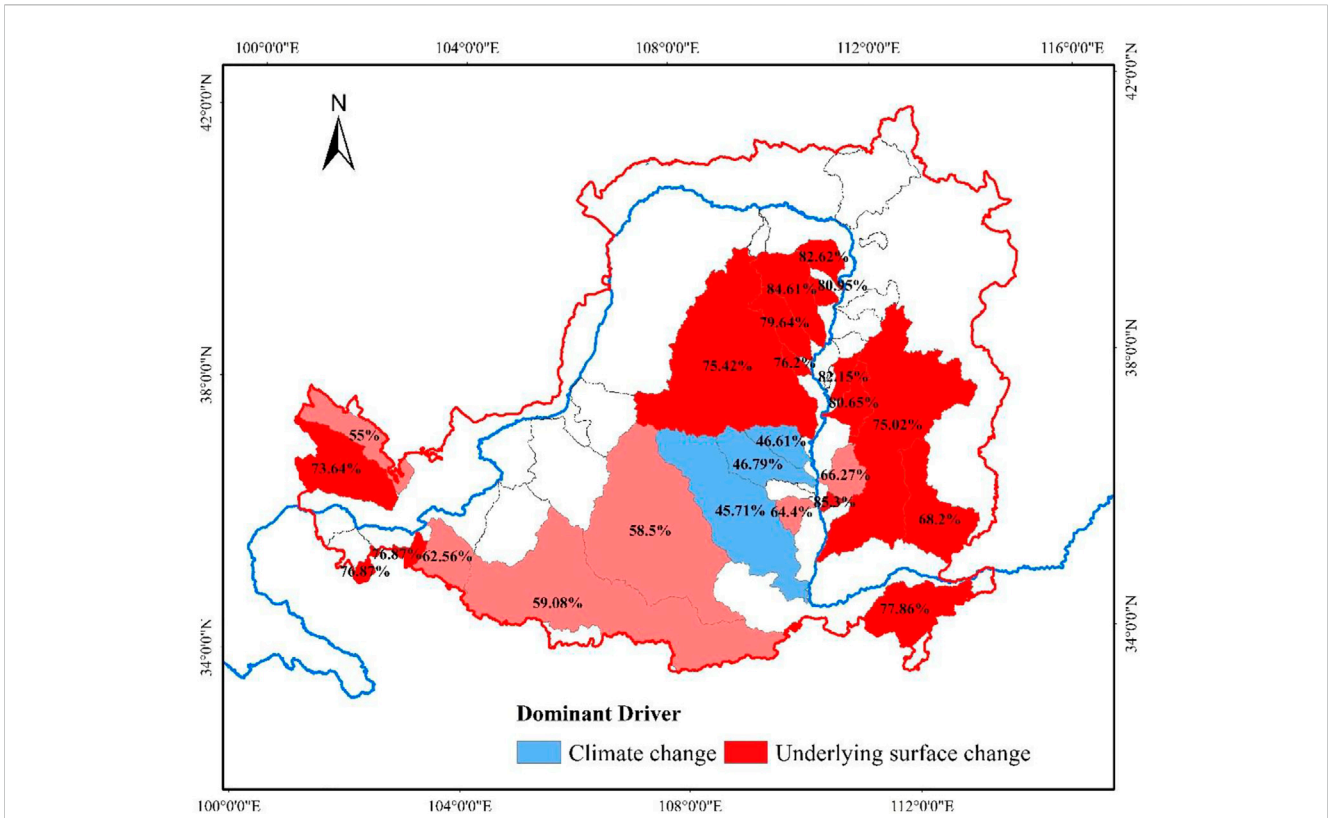 100°0'0"E 104°0'0"E 108°0'0"E 112°0'0"E 116°0'0"E
42°0'0"N
42°0'0"N
N
82.62%
84.61% 80.95%
79.64%
38°0'0"N
75.42% 76.2%
38°0'0"N
82.15%
80.65%
75.02%
55%
46.61%
73.64%
46.79%
66.27%
85.3%
45.71% 64.4%
68.2%
58.5%
76.87% 62.56%
76.87%
59.08%
77.86%
34°0'0"N
34°0'0"N
Dominant Driver
Climate change Underlying surface change
100°0'0"E 104°0'0"E 108°0'0"E 112°0'0"E